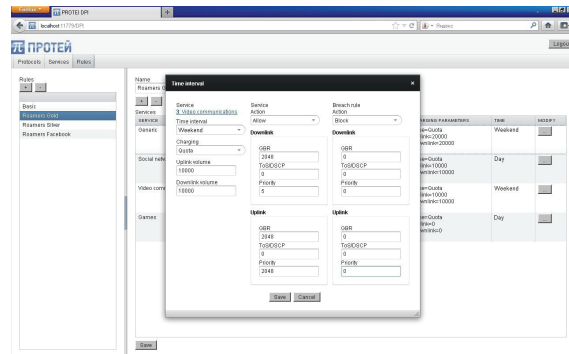 Firefox
PROTEI DPI
localhost:11779/DPI
Яндекс
ПРОТЕЙ
Logou
Protocols Services Rules
Rules
+ -
Basic
Roamers Gold
Roamers Silver
Roamers Facebook
Name
Roamers G
+ -
Services
SERVICE
PARAMETERS TIME MODIFY
Generic
=Quota
link=20000
wnlink=20000
Weekend
...
Social netw
=Quota
link=10000
wnlink=10000
Day
...
Video comm
=Quota
link=10000
wnlink=10000
Weekend
...
Games
=Quota
link=0
wnlink=0
Day
...
Save
Time interval
×
Service
9: Video communications
Time interval
Weekend
Charging
Quota
Uplink volume
10000
Downlink volume
10000
Service
Action
Allow
Downlink
GBR
2048
ToS/DSCP
0
Priority
5
Uplink
GBR
2048
ToS/DSCP
0
Priority
2048
Breach rule
Action
Block
Downlink
GBR
0
ToS/DSCP
0
Priority
0
Uplink
GBR
0
ToS/DSCP
0
Priority
0
Save Cancel